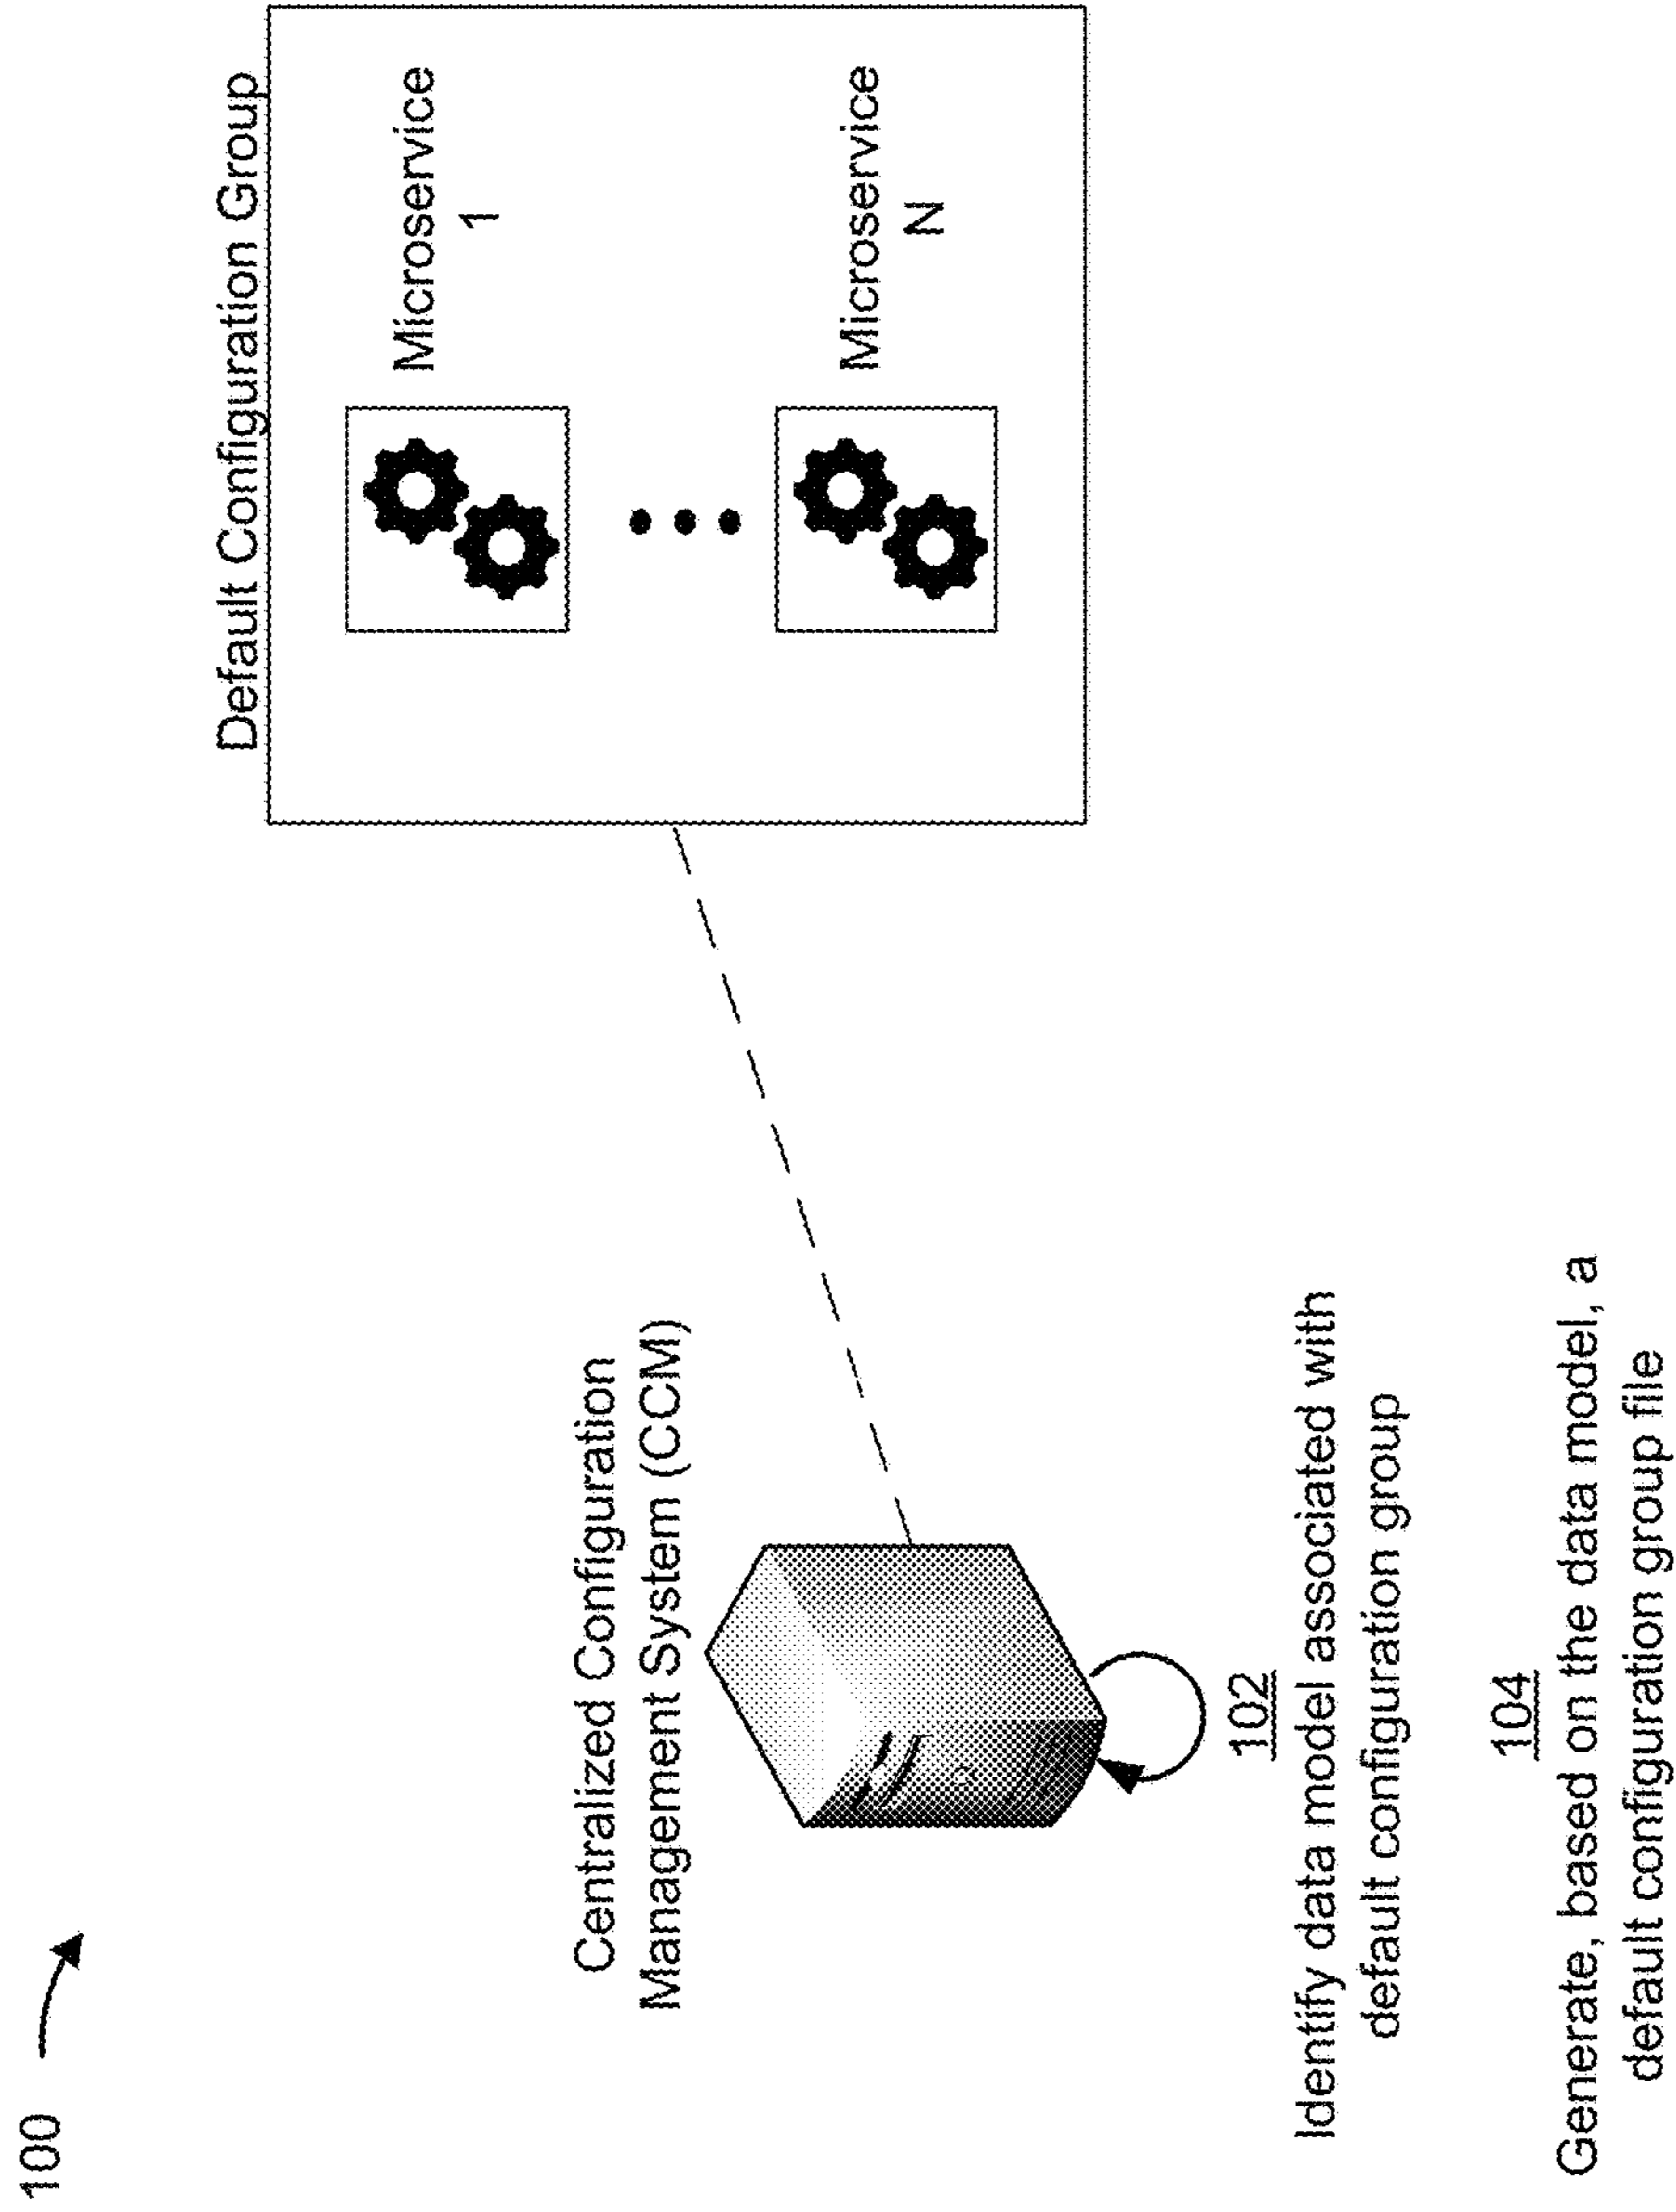 100
Default Configuration Group
Microservice
1
Microservice
N
Centralized Configuration
Management System (CCM)
102
Identify data model associated with
default configuration group
104
Generate, based on the data model, a
default configuration group file